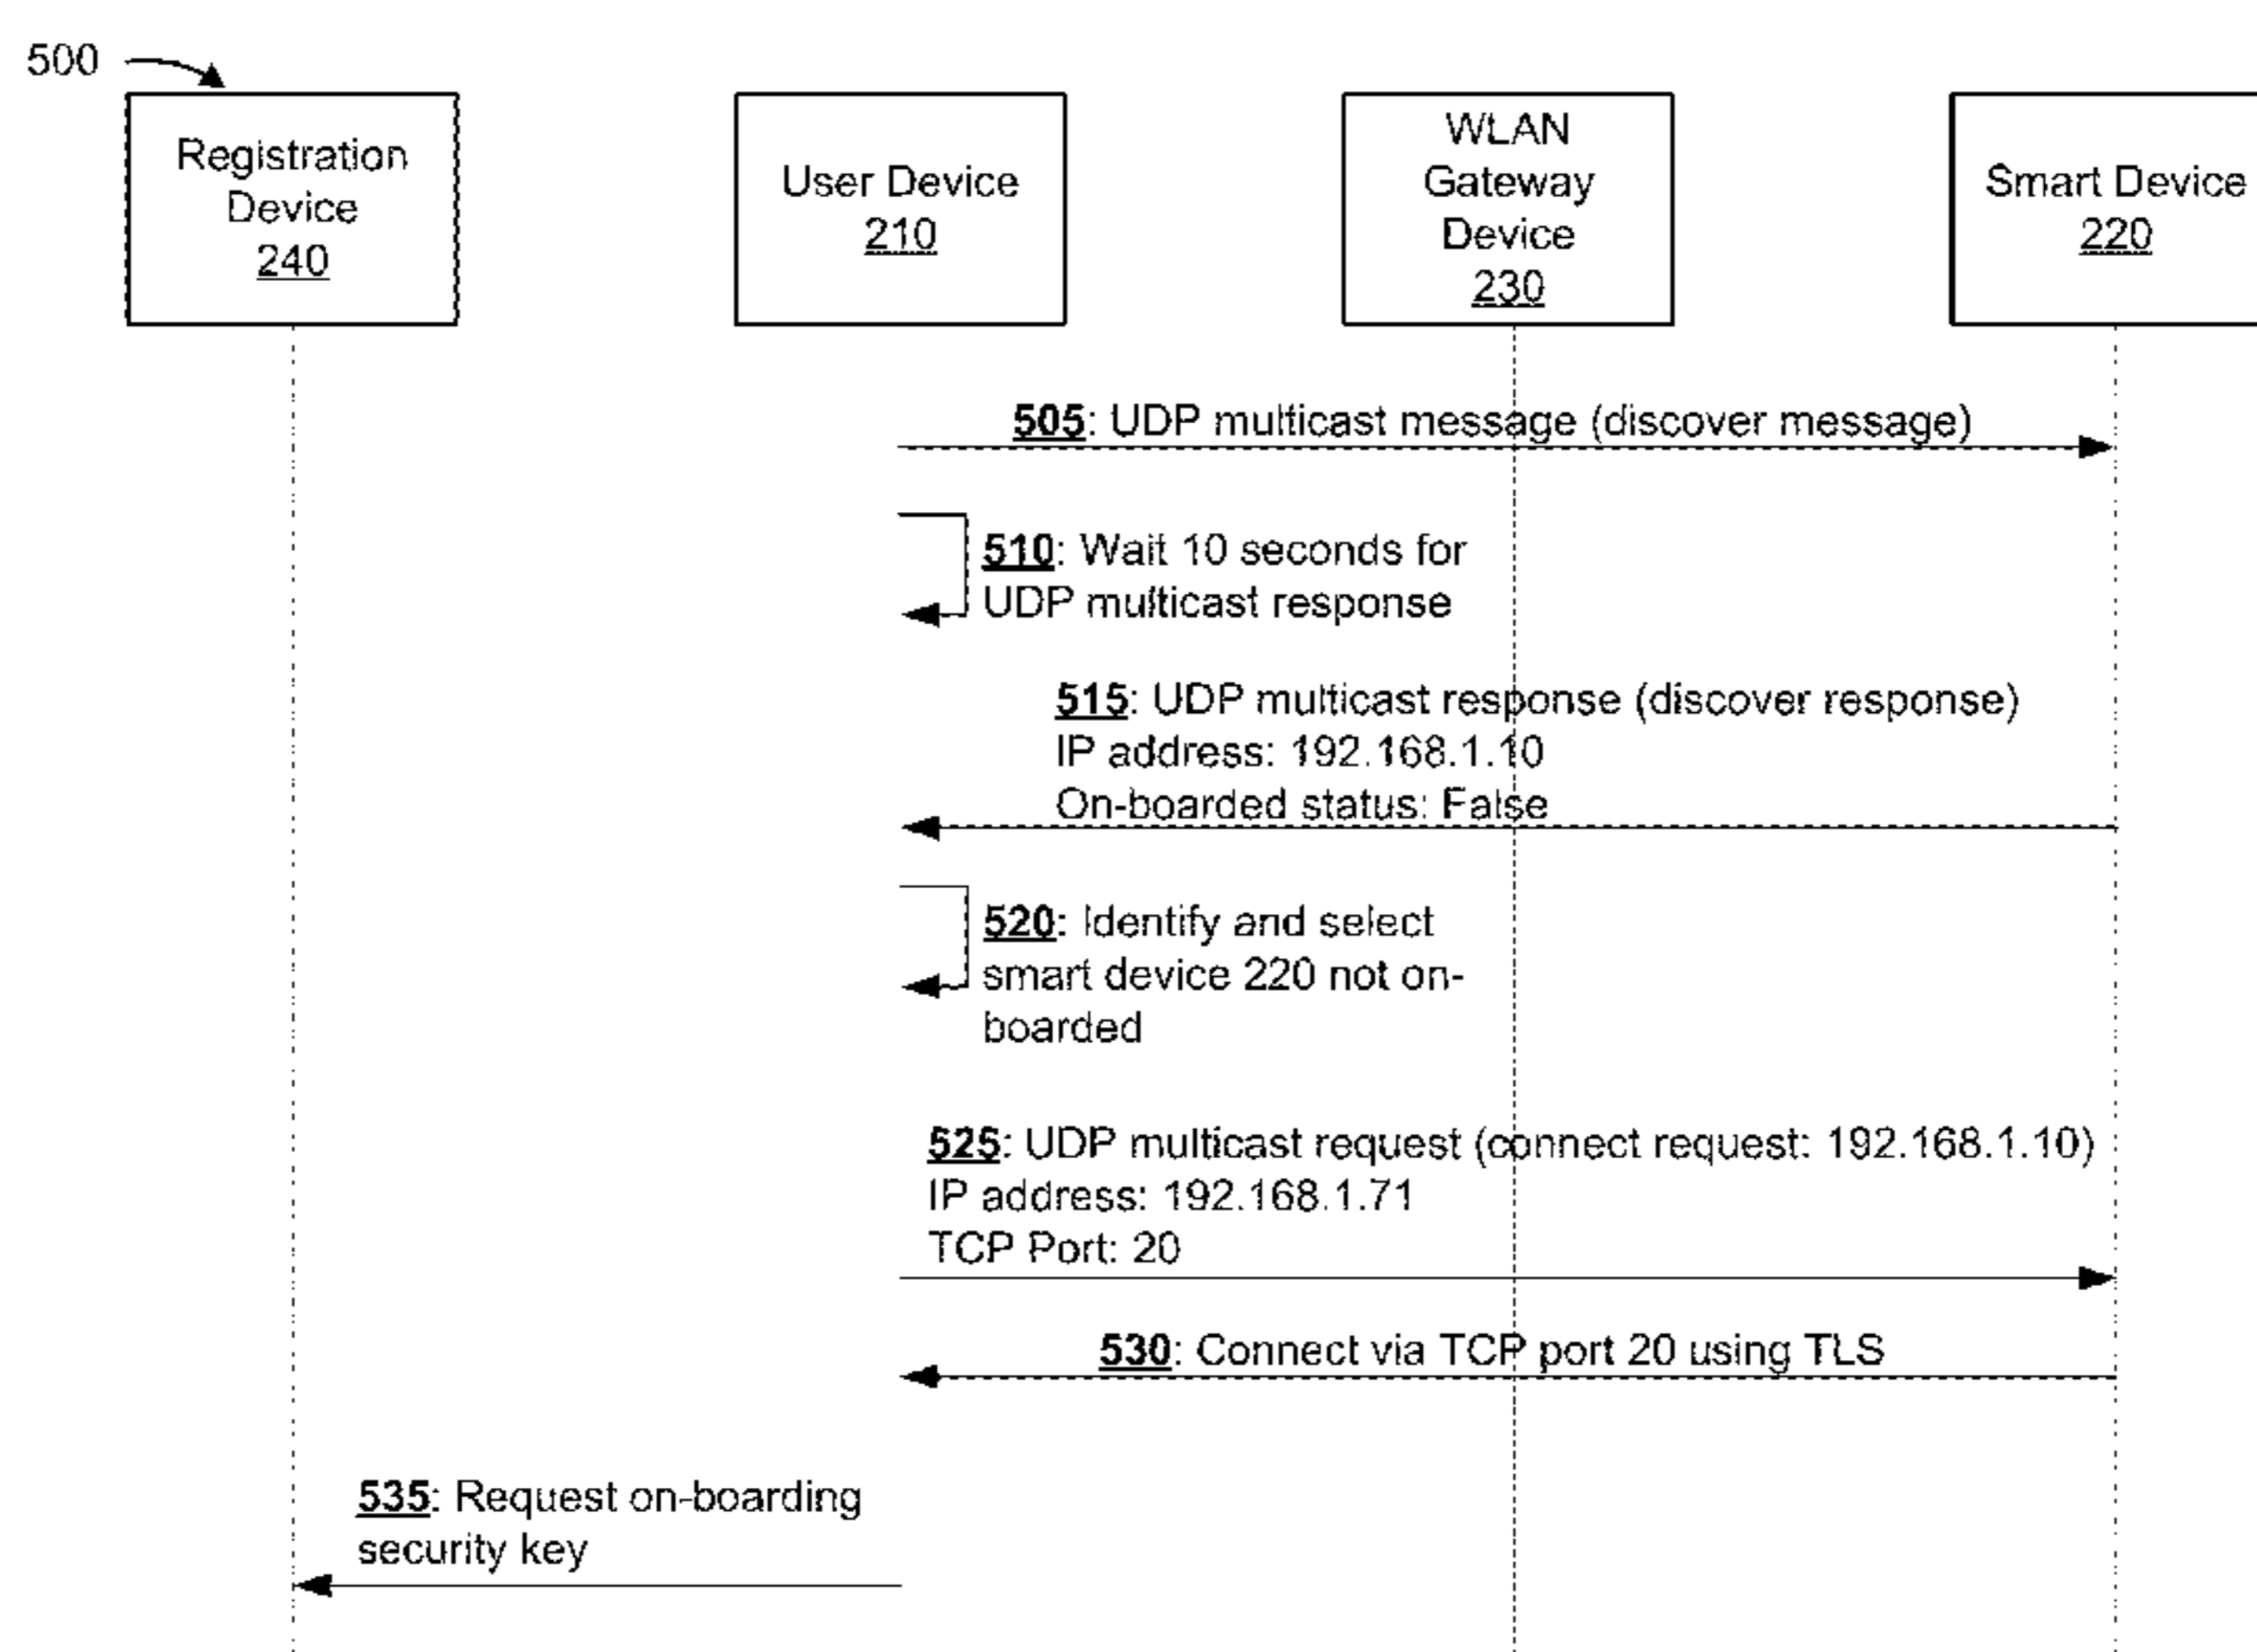 500
Registration
Device
240
User Device
210
WLAN
Gateway
Device
230
Smart Device
220
505: UDP multicast message (discover message)
510: Wait 10 seconds for
UDP multicast response
515: UDP multicast response (discover response)
IP address: 192.168.1.10
On-boarded status: False
520: Identify and select
smart device 220 not on-
boarded
525: UDP multicast request (connect request: 192.168.1.10)
IP address: 192.168.1.71
TCP Port: 20
530: Connect via TCP port 20 using TLS
535: Request on-boarding
security key